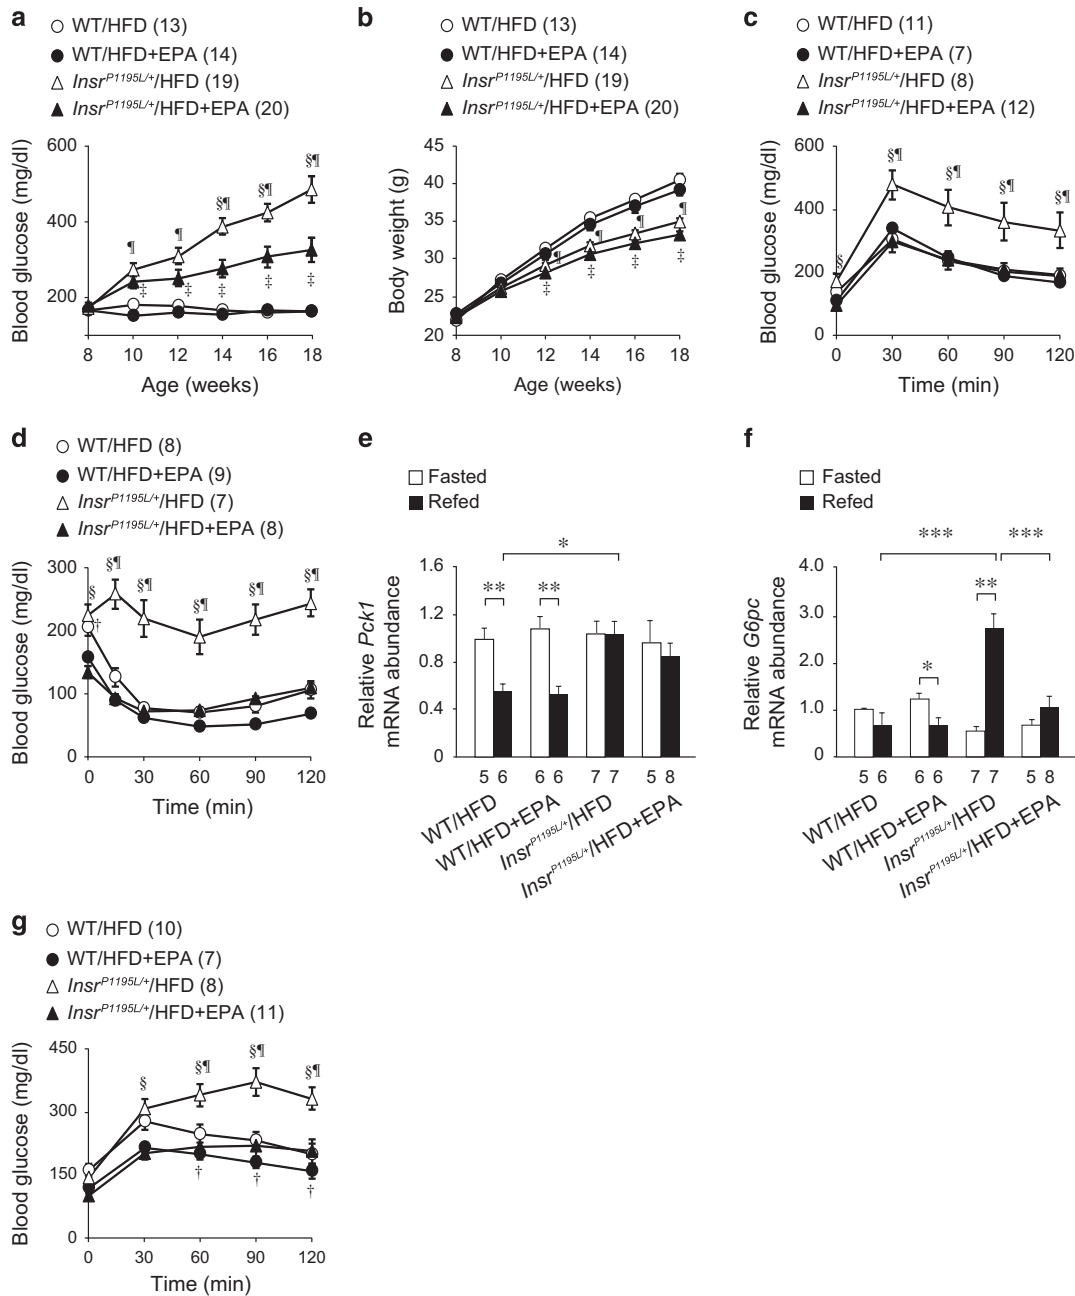 a
WT/HFD (13)
WT/HFD+EPA (14)
Insr^P1195L/+/HFD (19)
Insr^P1195L/+/HFD+EPA (20)
Blood glucose (mg/dl)
600
400
200
§¶
§¶
§¶
¶
¶
‡
‡
‡
‡
‡
8 10 12 14 16 18
Age (weeks)
b
WT/HFD (13)
WT/HFD+EPA (14)
Insr^P1195L/+/HFD (19)
Insr^P1195L/+/HFD+EPA (20)
Body weight (g)
45
40
35
30
25
20
¶
¶
¶
¶
‡
‡
‡
‡
8 10 12 14 16 18
Age (weeks)
c
WT/HFD (11)
WT/HFD+EPA (7)
Insr^P1195L/+/HFD (8)
Insr^P1195L/+/HFD+EPA (12)
Blood glucose (mg/dl)
600
400
200
0
§
§¶
§¶
§¶
§¶
0 30 60 90 120
Time (min)
d
WT/HFD (8)
WT/HFD+EPA (9)
Insr^P1195L/+/HFD (7)
Insr^P1195L/+/HFD+EPA (8)
Blood glucose (mg/dl)
300
200
100
0
§
†
§¶
§¶
§¶
§¶
§¶
0 30 60 90 120
Time (min)
e
Fasted
Refed
Relative Pck1
mRNA abundance
1.6
1.2
0.8
0.4
0
*
**
**
5 6 6 6 7 7 5 8
WT/HFD
WT/HFD+EPA
Insr^P1195L/+/HFD
Insr^P1195L/+/HFD+EPA
f
Fasted
Refed
Relative G6pc
mRNA abundance
4.0
3.0
2.0
1.0
0
*** ***
**
*
5 6 6 6 7 7 5 8
WT/HFD
WT/HFD+EPA
Insr^P1195L/+/HFD
Insr^P1195L/+/HFD+EPA
g
WT/HFD (10)
WT/HFD+EPA (7)
Insr^P1195L/+/HFD (8)
Insr^P1195L/+/HFD+EPA (11)
Blood glucose (mg/dl)
450
300
150
0
§
§¶
§¶
§¶
†
†
†
0 30 60 90 120
Time (min)